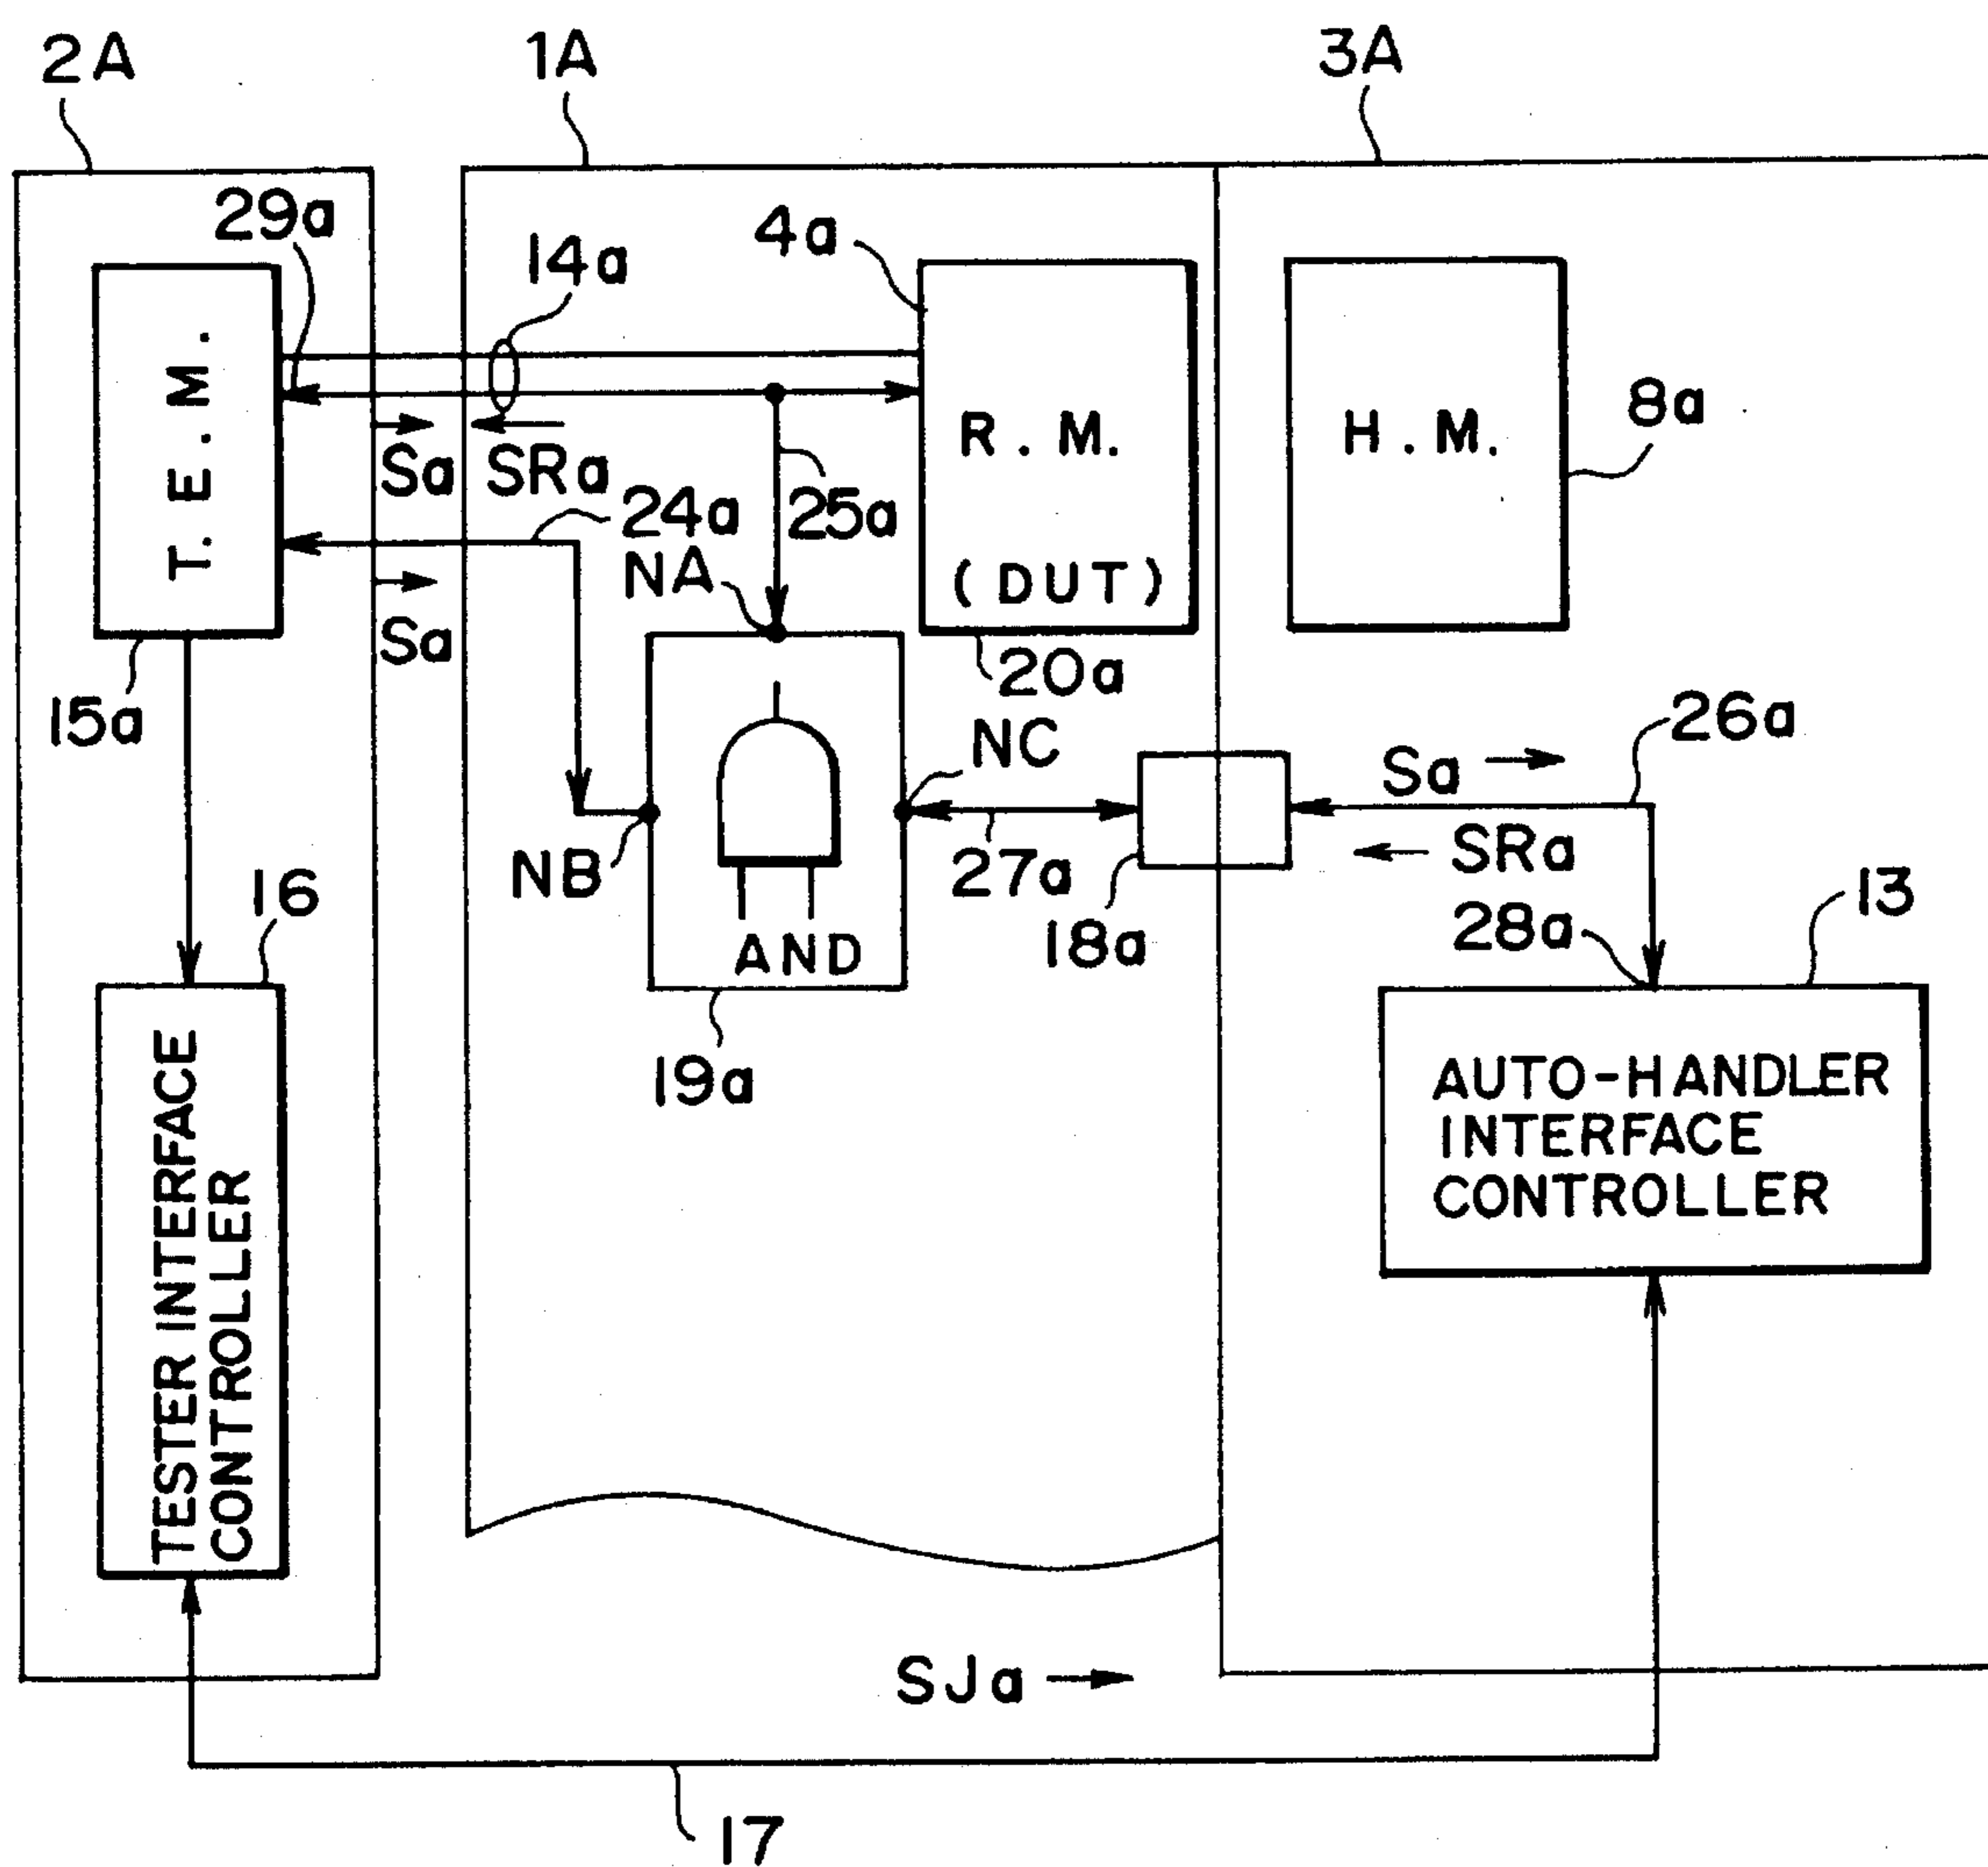 2A
1A
3A
29a
14a
4a
T. E. M.
R . M.
H . M.
8a
Sa
SRa
24a
25a
NA
(DUT)
Sa
20a
15a
NC
26a
Sa
NB
27a
SRa
16
18a
28a
13
AND
19a
AUTO-HANDLER
INTERFACE
CONTROLLER
TESTER INTERFACE
CONTROLLER
SJa
17